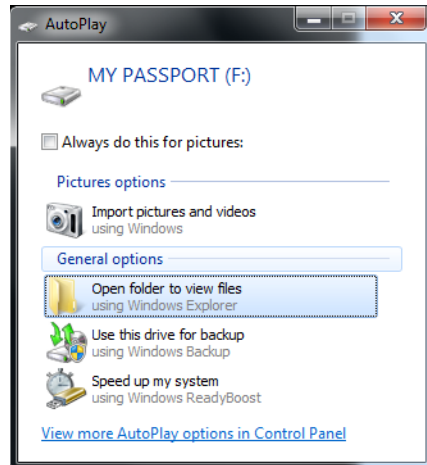 AutoPlay
MY PASSPORT (F:)
Always do this for pictures:
Pictures options
Import pictures and videos
using Windows
General options
Open folder to view files
using Windows Explorer
Use this drive for backup
using Windows Backup
Speed up my system
using Windows ReadyBoost
View more AutoPlay options in Control Panel